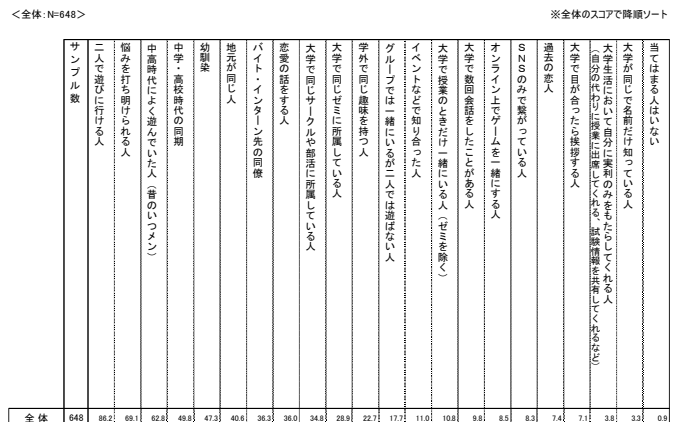 ＜全体：N=648＞
※全体のスコアで降順ソート
サンプル数
二人で遊びに行ける人
悩みを打ち明けられる人
中高時代によく遊んでいた人（昔のいつメン）
中学・高校時代の同期
幼馴染
地元が同じ人
バイト・インターン先の同僚
恋愛の話をする人
大学で同じサークルや部活に所属している人
大学で同じゼミに所属している人
学外で同じ趣味を持つ人
グループでは一緒にいるが二人では遊ばない人
イベントなどで知り合った人
大学で授業のときだけ一緒にいる人（ゼミを除く）
大学で数回会話をしたことがある人
オンライン上でゲームを一緒にする人
SNSのみで繋がっている人
過去の恋人
大学で目が合ったら挨拶する人
大学生活において自分に実利のみをもたらしてくれる人
（自分の代わりに授業に出席してくれる、試験情報を共有してくれるなど）
大学が同じで名前だけ知っている人
当てはまる人はいない
全体 648 86.2 69.1 62.8 49.8 47.3 40.6 36.3 36.0 34.8 28.9 22.7 17.7 11.0 10.8 9.8 8.5 8.3 7.4 7.1 3.8 3.3 0.9